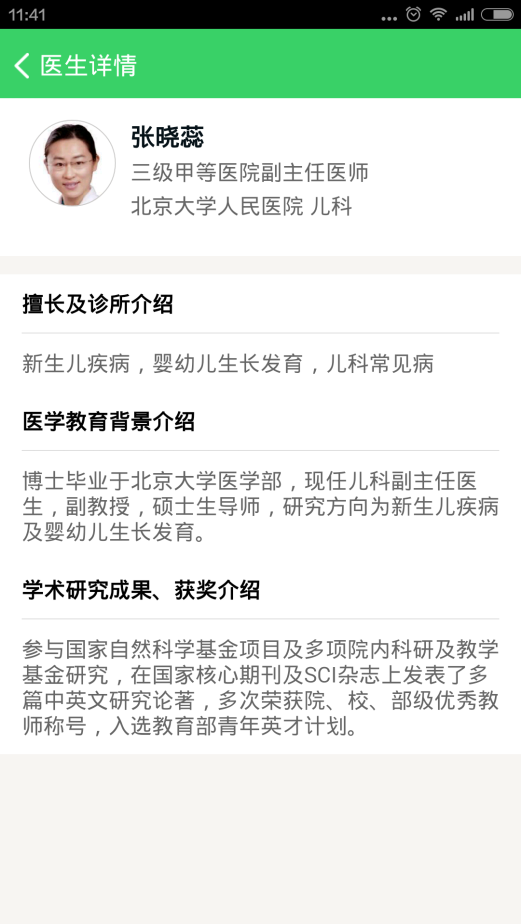 11:41
医生详情
张晓蕊
三级甲等医院副主任医师
北京大学人民医院 儿科
擅长及诊所介绍
新生儿疾病，婴幼儿生长发育，儿科常见病
医学教育背景介绍
博士毕业于北京大学医学部，现任儿科副主任医
生，副教授，硕士生导师，研究方向为新生儿疾病
及婴幼儿生长发育。
学术研究成果、获奖介绍
参与国家自然科学基金项目及多项院内科研及教学
基金研究，在国家核心期刊及SCI杂志上发表了多
篇中英文研究论著，多次荣获院、校、部级优秀教
师称号，入选教育部青年英才计划。